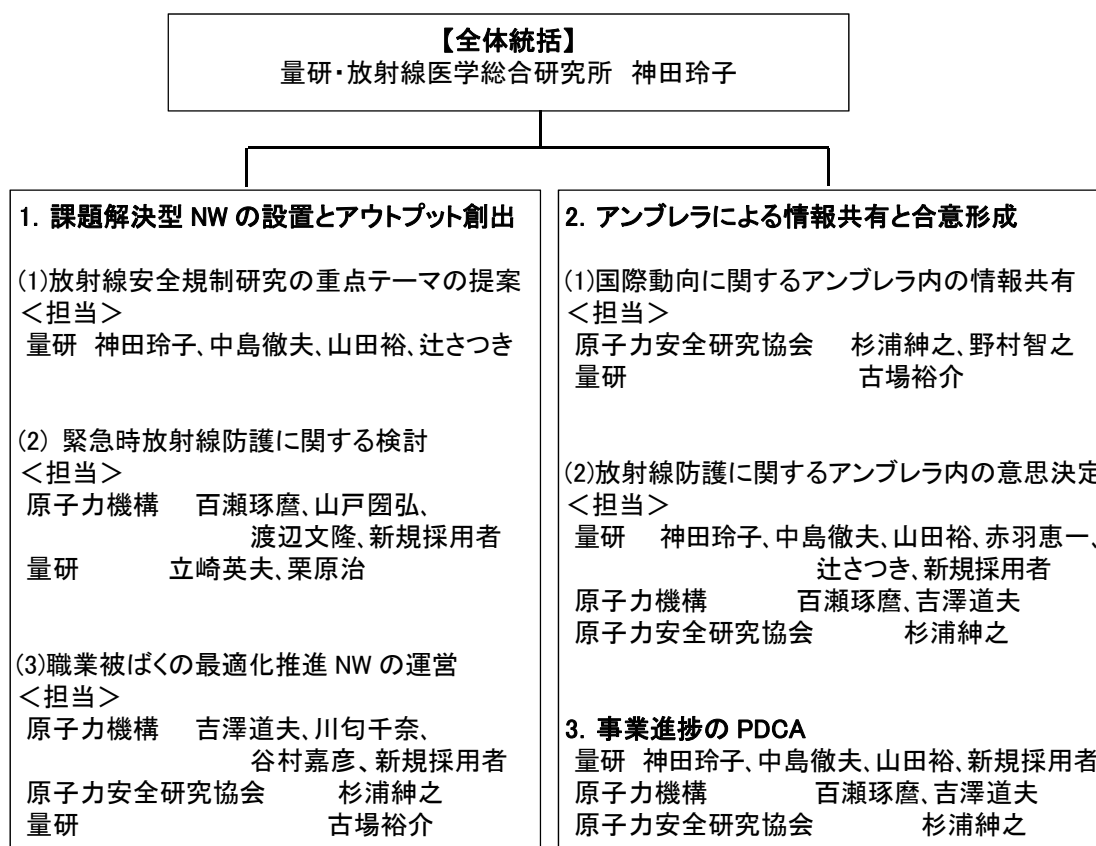 【全体統括】
量研・放射線医学総合研究所 神田玲子
1．課題解決型 NW の設置とアウトプット創出
(1)放射線安全規制研究の重点テーマの提案
＜担当＞
量研 神田玲子、中島徹夫、山田裕、辻さつき
(2) 緊急時放射線防護に関する検討
＜担当＞
原子力機構 百瀬琢麿、山戸圀弘、
渡辺文隆、新規採用者
量研 立崎英夫、栗原治
(3)職業被ばくの最適化推進 NW の運営
＜担当＞
原子力機構 吉澤道夫、川匂千奈、
谷村嘉彦、新規採用者
原子力安全研究協会 杉浦紳之
量研 古場裕介
2．アンブレラによる情報共有と合意形成
(1)国際動向に関するアンブレラ内の情報共有
＜担当＞
原子力安全研究協会 杉浦紳之、野村智之
量研 古場裕介
(2)放射線防護に関するアンブレラ内の意思決定
＜担当＞
量研 神田玲子、中島徹夫、山田裕、赤羽恵一、
辻さつき、新規採用者
原子力機構 百瀬琢麿、吉澤道夫
原子力安全研究協会 杉浦紳之
3．事業進捗の PDCA
量研 神田玲子、中島徹夫、山田裕、新規採用者
原子力機構 百瀬琢麿、吉澤道夫
原子力安全研究協会 杉浦紳之